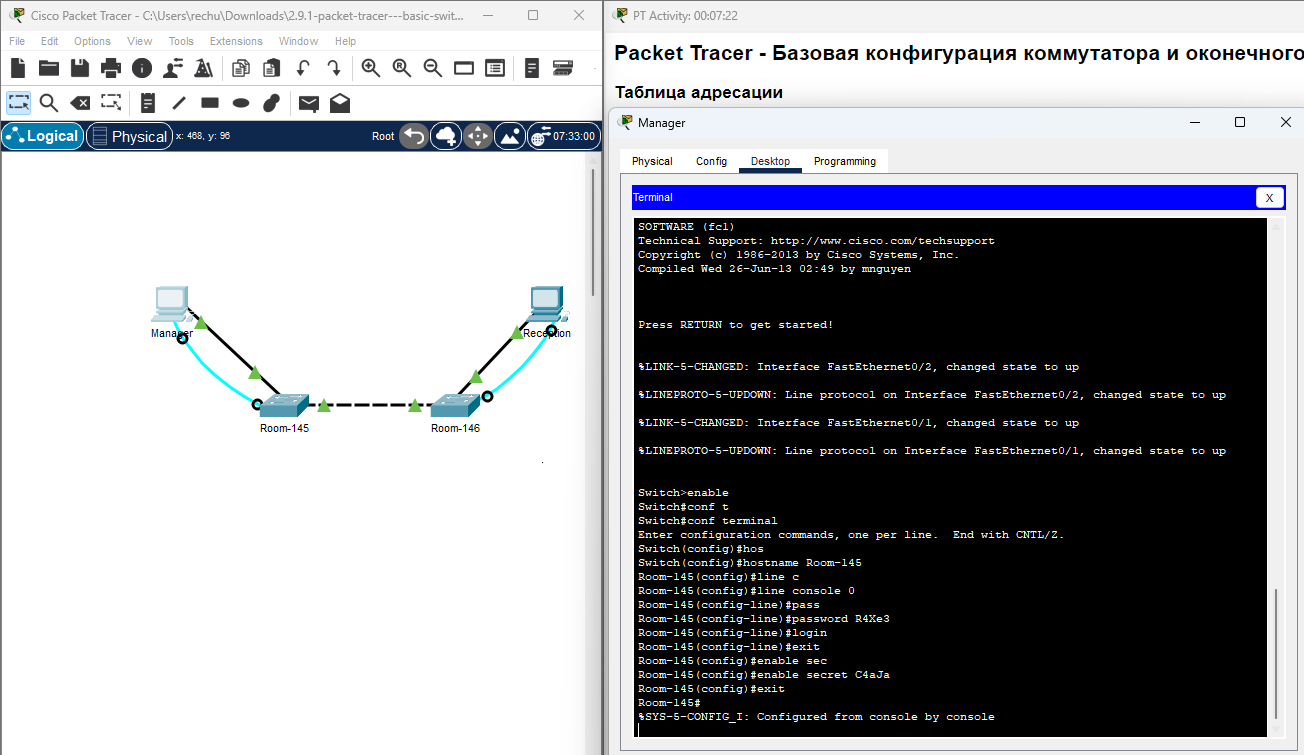 Cisco Packet Tracer - C:\Users\rechu\Downloads\2.9.1-packet-tracer---basic-swit...
File Edit Options View Tools Extensions Window Help
Logical
Physical
x: 468, y: 96
Root
07:33:00
Manager
Reception
Room-145
Room-146
PT Activity: 00:07:22
Packet Tracer - Базовая конфигурация коммутатора и оконечного
Таблица адресации
Manager
Physical Config Desktop Programming
Terminal
X
SOFTWARE (fc1)
Technical Support: http://www.cisco.com/techsupport
Copyright (c) 1986-2013 by Cisco Systems, Inc.
Compiled Wed 26-Jun-13 02:49 by mnguyen
Press RETURN to get started!
%LINK-5-CHANGED: Interface FastEthernet0/2, changed state to up
%LINEPROTO-5-UPDOWN: Line protocol on Interface FastEthernet0/2, changed state to up
%LINK-5-CHANGED: Interface FastEthernet0/1, changed state to up
%LINEPROTO-5-UPDOWN: Line protocol on Interface FastEthernet0/1, changed state to up
Switch>enable
Switch#conf t
Switch#conf terminal
Enter configuration commands, one per line.  End with CNTL/Z.
Switch(config)#hos
Switch(config)#hostname Room-145
Room-145(config)#line c
Room-145(config)#line console 0
Room-145(config-line)#pass
Room-145(config-line)#password R4Xe3
Room-145(config-line)#login
Room-145(config-line)#exit
Room-145(config)#enable sec
Room-145(config)#enable secret C4aJa
Room-145(config)#exit
Room-145#
%SYS-5-CONFIG_I: Configured from console by console